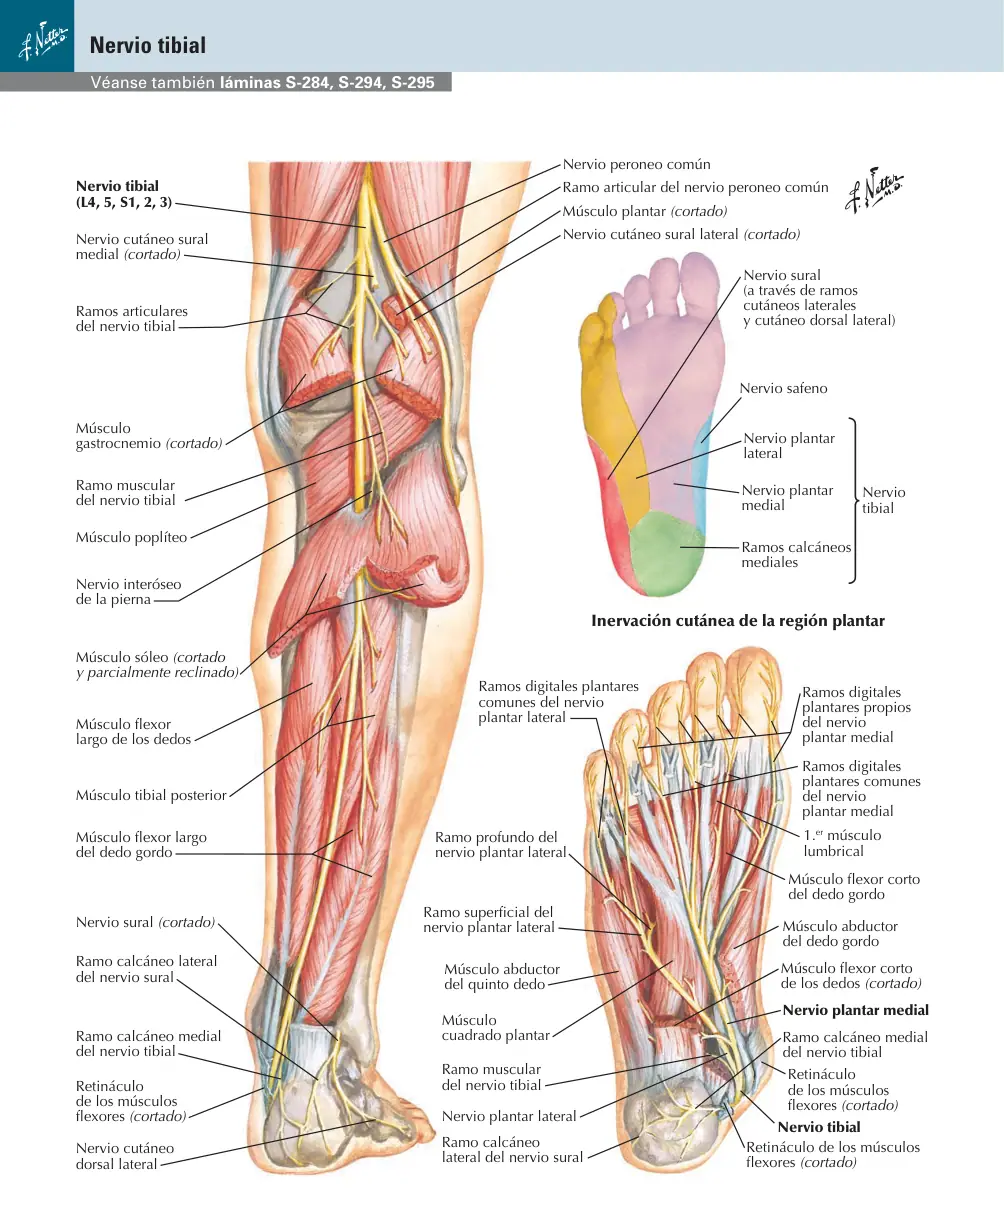 Nervio tibial
Véanse también láminas S-284, S-294, S-295
Nervio tibial
(L4, 5, S1, 2, 3)
Nervio cutáneo sural
medial (cortado)
Ramos articulares
del nervio tibial
Músculo
gastrocnemio (cortado)
Ramo muscular
del nervio tibial
Músculo poplíteo
Nervio interóseo
de la pierna
Músculo sóleo (cortado
y parcialmente reclinado)
Músculo flexor
largo de los dedos
Músculo tibial posterior
Músculo flexor largo
del dedo gordo
Nervio sural (cortado)
Ramo calcáneo lateral
del nervio sural
Ramo calcáneo medial
del nervio tibial
Retináculo
de los músculos
flexores (cortado)
Nervio cutáneo
dorsal lateral
Nervio peroneo común
Ramo articular del nervio peroneo común
Músculo plantar (cortado)
Nervio cutáneo sural lateral (cortado)
F. Netter M.D.
Nervio sural
(a través de ramos
cutáneos laterales
y cutáneo dorsal lateral)
Nervio safeno
Nervio plantar
lateral
Nervio plantar
medial
Nervio
tibial
Ramos calcáneos
mediales
Inervación cutánea de la región plantar
Ramos digitales plantares
comunes del nervio
plantar lateral
Ramo profundo del
nervio plantar lateral
Ramo superficial del
nervio plantar lateral
Músculo abductor
del quinto dedo
Músculo
cuadrado plantar
Ramo muscular
del nervio tibial
Nervio plantar lateral
Ramo calcáneo
lateral del nervio sural
Ramos digitales
plantares propios
del nervio
plantar medial
Ramos digitales
plantares comunes
del nervio
plantar medial
1.er músculo
lumbrical
Músculo flexor corto
del dedo gordo
Músculo abductor
del dedo gordo
Músculo flexor corto
de los dedos (cortado)
Nervio plantar medial
Ramo calcáneo medial
del nervio tibial
Retináculo
de los músculos
flexores (cortado)
Nervio tibial
Retináculo de los músculos
flexores (cortado)